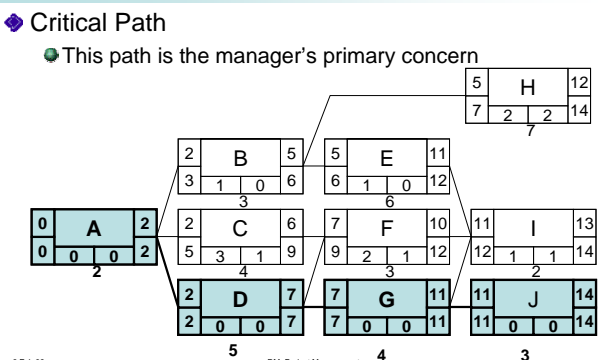 Critical Path
This path is the manager's primary concern
5 H 12
7 2 2 14
7
2 B 5 5 E 11
3 1 0 6 6 1 0 12
3 6
0 A 2 2 C 6 7 F 10 11 I 13
0 0 0 2 5 3 1 9 9 2 1 12 12 1 1 14
2 4 3 2
2 D 7 7 G 11 11 J 14
2 0 0 7 7 0 0 11 11 0 0 14
5 4 3